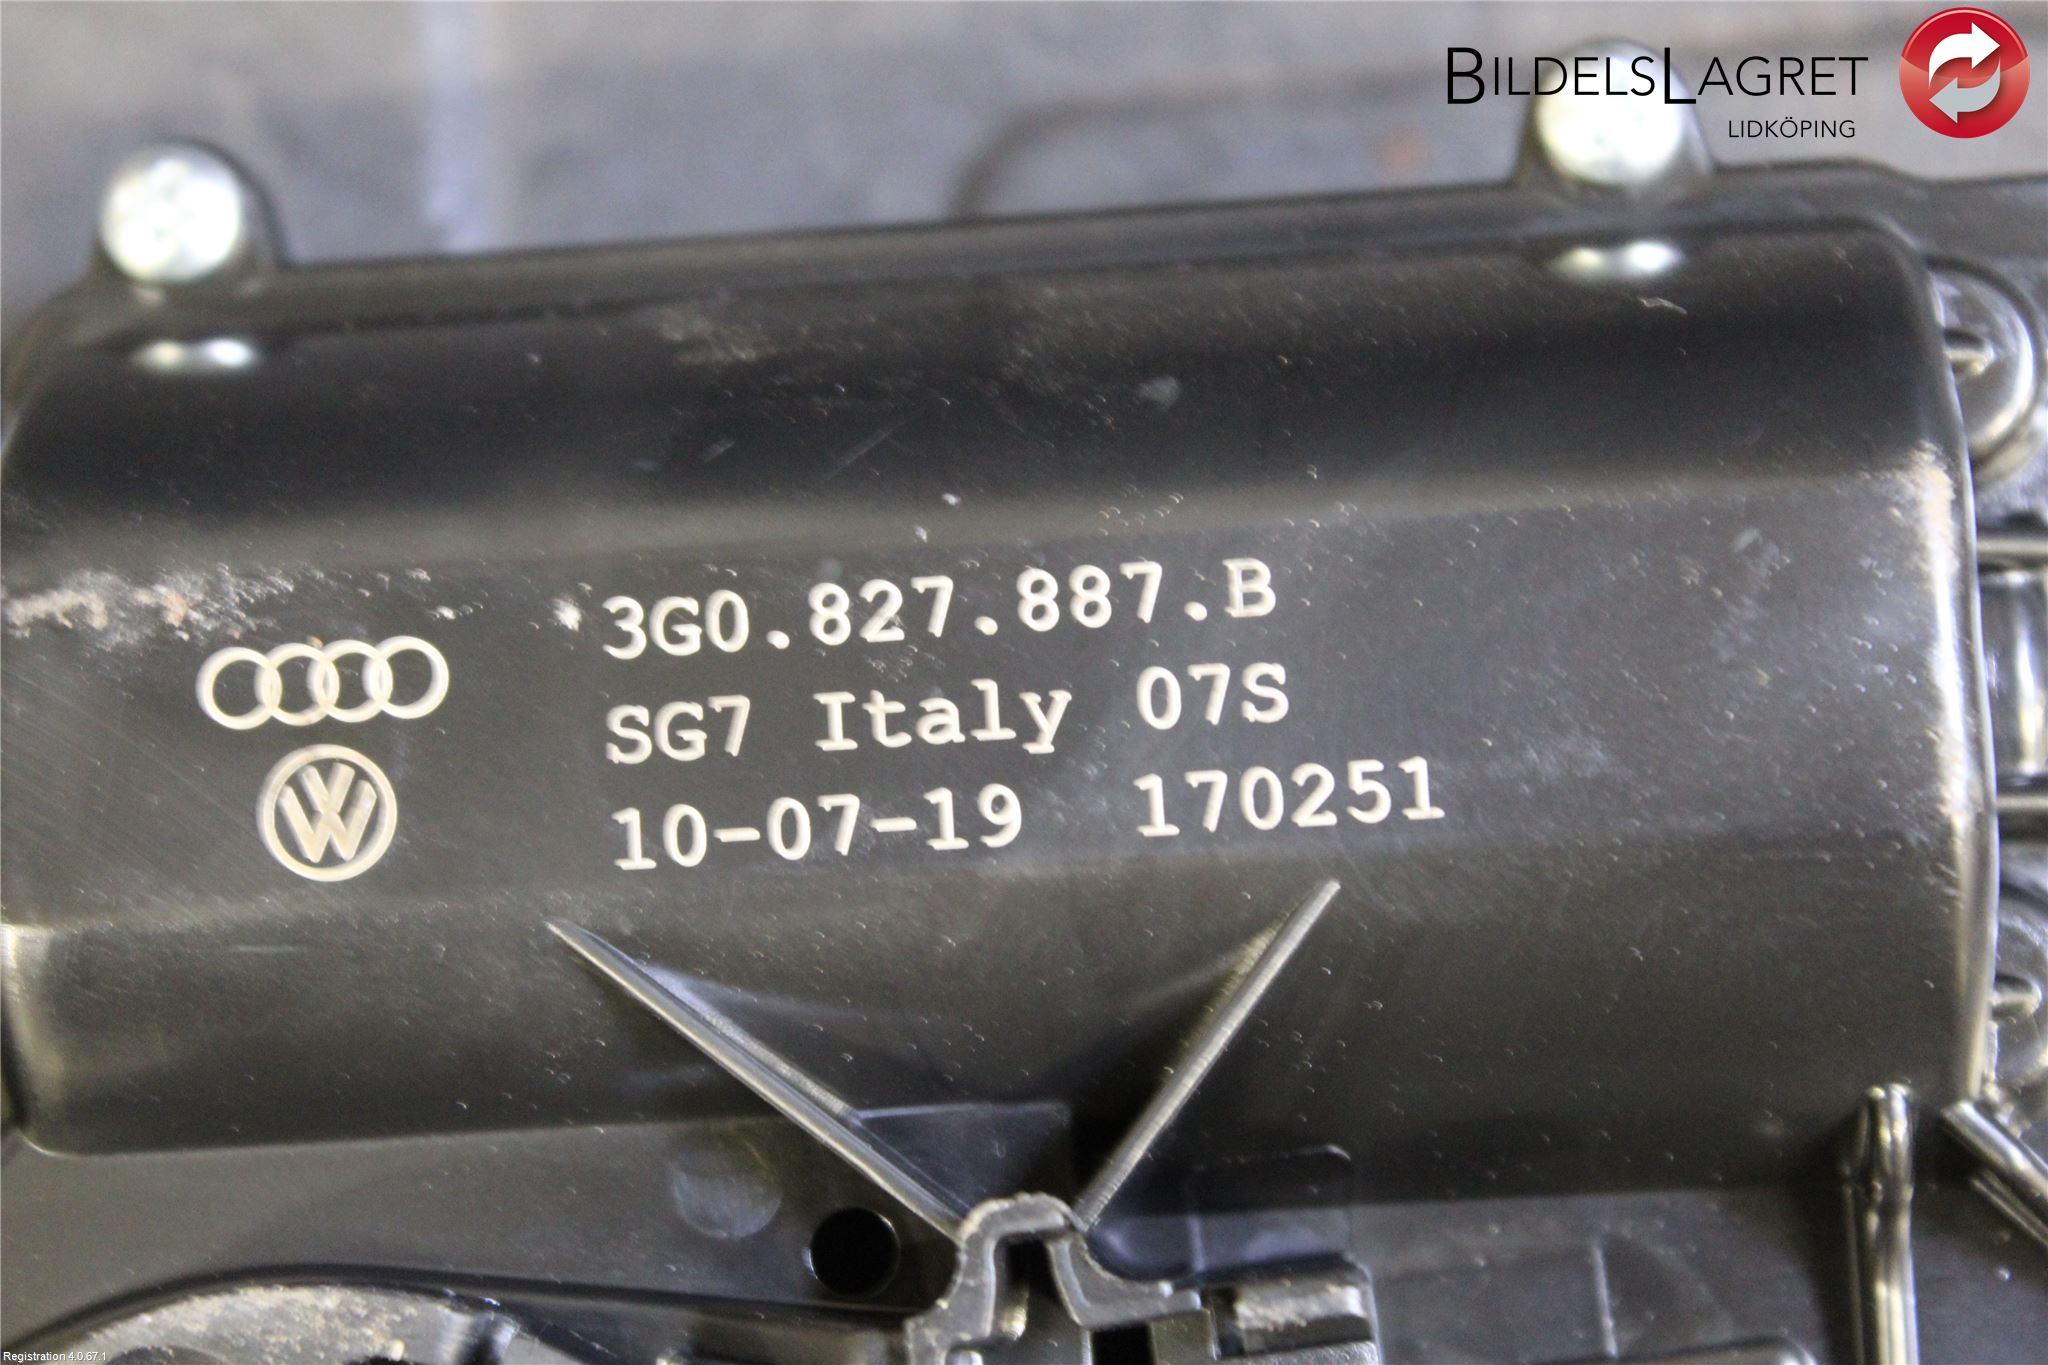 BILDELSLAGRET
LIDKÖPING
3G0.827.887.B
SG7 Italy 07S
10-07-19 170251
Registration 4.0.67.1